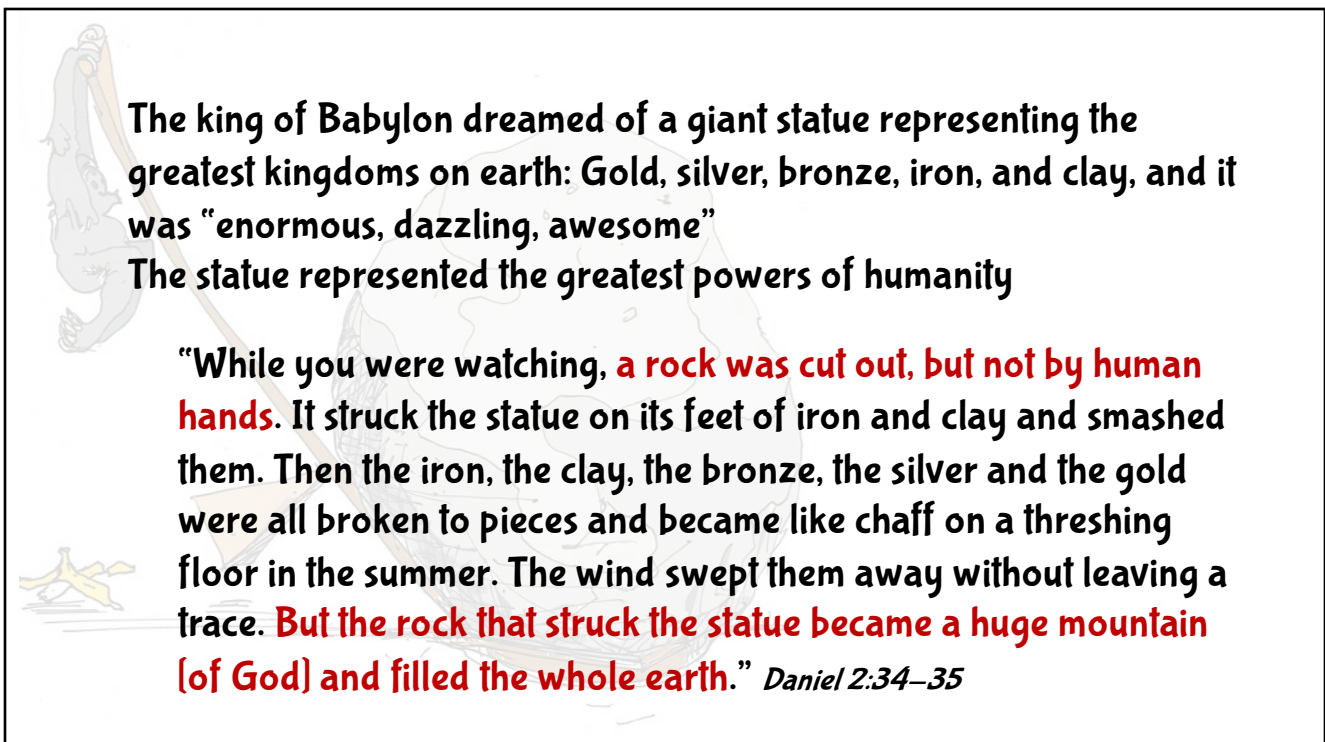 The king of Babylon dreamed of a giant statue representing the
greatest kingdoms on earth: Gold, silver, bronze, iron, and clay, and it
was “enormous, dazzling, awesome”
The statue represented the greatest powers of humanity
“While you were watching, a rock was cut out, but not by human
hands. It struck the statue on its feet of iron and clay and smashed
them. Then the iron, the clay, the bronze, the silver and the gold
were all broken to pieces and became like chaff on a threshing
floor in the summer. The wind swept them away without leaving a
trace. But the rock that struck the statue became a huge mountain
[of God] and filled the whole earth.” Daniel 2:34–35